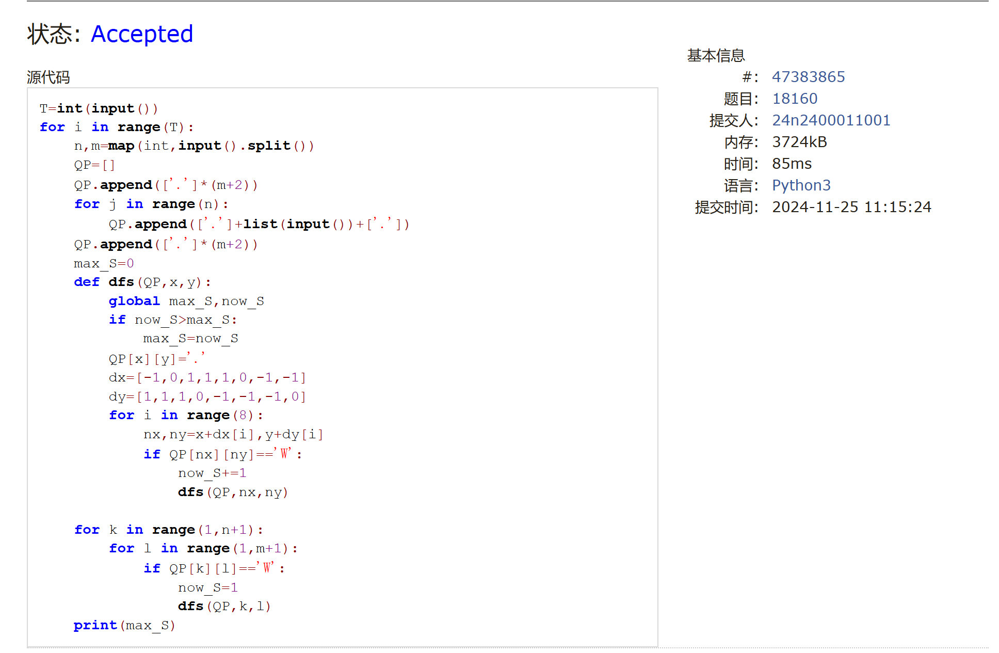 状态: Accepted
源代码
T=int(input())
for i in range(T):
    n,m=map(int,input().split())
    QP=[]
    QP.append(['.']*(m+2))
    for j in range(n):
        QP.append(['.']+list(input())+['.'])
    QP.append(['.']*(m+2))
    max_S=0
    def dfs(QP,x,y):
        global max_S,now_S
        if now_S>max_S:
            max_S=now_S
        QP[x][y]='.'
        dx=[-1,0,1,1,1,0,-1,-1]
        dy=[1,1,1,0,-1,-1,-1,0]
        for i in range(8):
            nx,ny=x+dx[i],y+dy[i]
            if QP[nx][ny]=='W':
                now_S+=1
                dfs(QP,nx,ny)
    for k in range(1,n+1):
        for l in range(1,m+1):
            if QP[k][l]=='W':
                now_S=1
                dfs(QP,k,l)
    print(max_S)
基本信息
#: 47383865
题目: 18160
提交人: 24n2400011001
内存: 3724kB
时间: 85ms
语言: Python3
提交时间: 2024-11-25 11:15:24